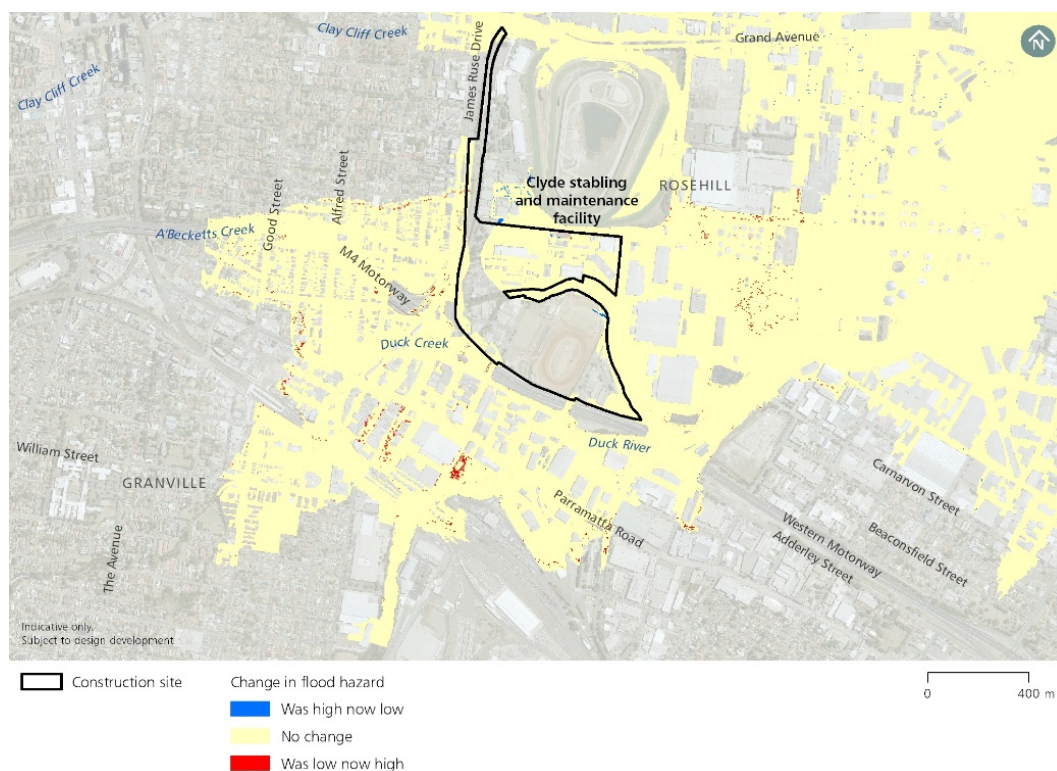 Clay Cliff Creek
Grand Avenue
N
Clay Cliff Creek
James Ruse Drive
Clyde stabling
and maintenance
facility
ROSEHILL
Good Street
Alfred Street
A'Becketts Creek
M4 Motorway
Duck Creek
Duck River
William Street
GRANVILLE
The Avenue
Parramatta Road
Western Motorway
Adderley Street
Carnarvon Street
Beaconsfield Street
Indicative only.
Subject to design development
Construction site
Change in flood hazard
Was high now low
No change
Was low now high
0 400 m